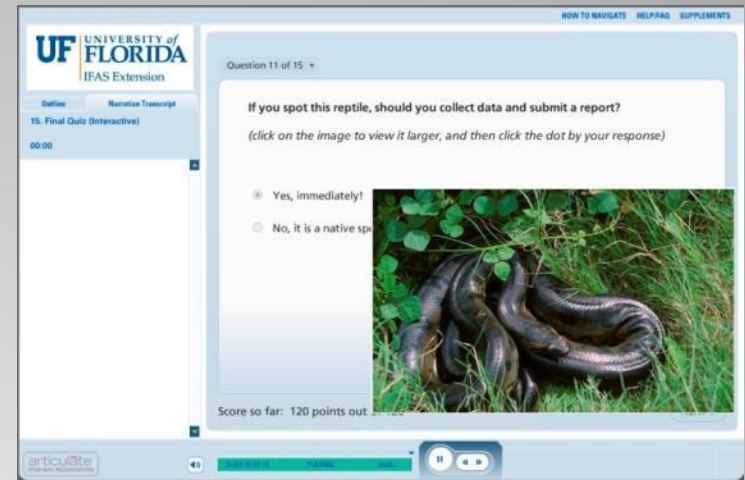 HOW TO NAVIGATE HELP/FAQ SUPPLEMENTS
UF UNIVERSITY of
FLORIDA
IFAS Extension
Outline Narration Transcript
15. Final Quiz (Interactive)
00:00
Question 11 of 15
If you spot this reptile, should you collect data and submit a report?
(click on the image to view it larger, and then click the dot by your response)
Yes, immediately!
No, it is a native spe
Score so far: 120 points out
articulate